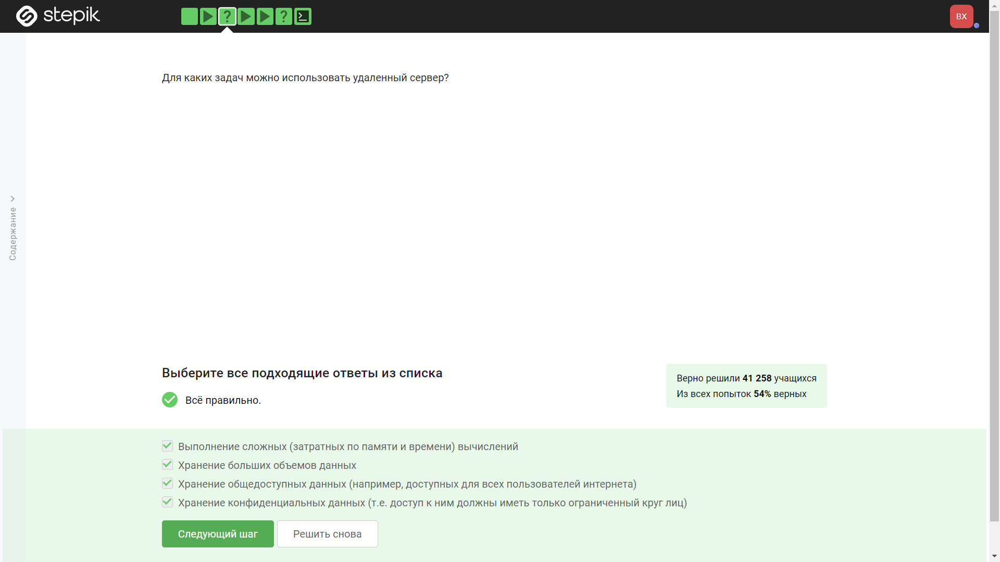 stepik
ВХ
Содержание
Для каких задач можно использовать удаленный сервер?
Выберите все подходящие ответы из списка
Всё правильно.
Верно решили 41 258 учащихся
Из всех попыток 54% верных
Выполнение сложных (затратных по памяти и времени) вычислений
Хранение больших объемов данных
Хранение общедоступных данных (например, доступных для всех пользователей интернета)
Хранение конфиденциальных данных (т.е. доступ к ним должны иметь только ограниченный круг лиц)
Следующий шаг
Решить снова